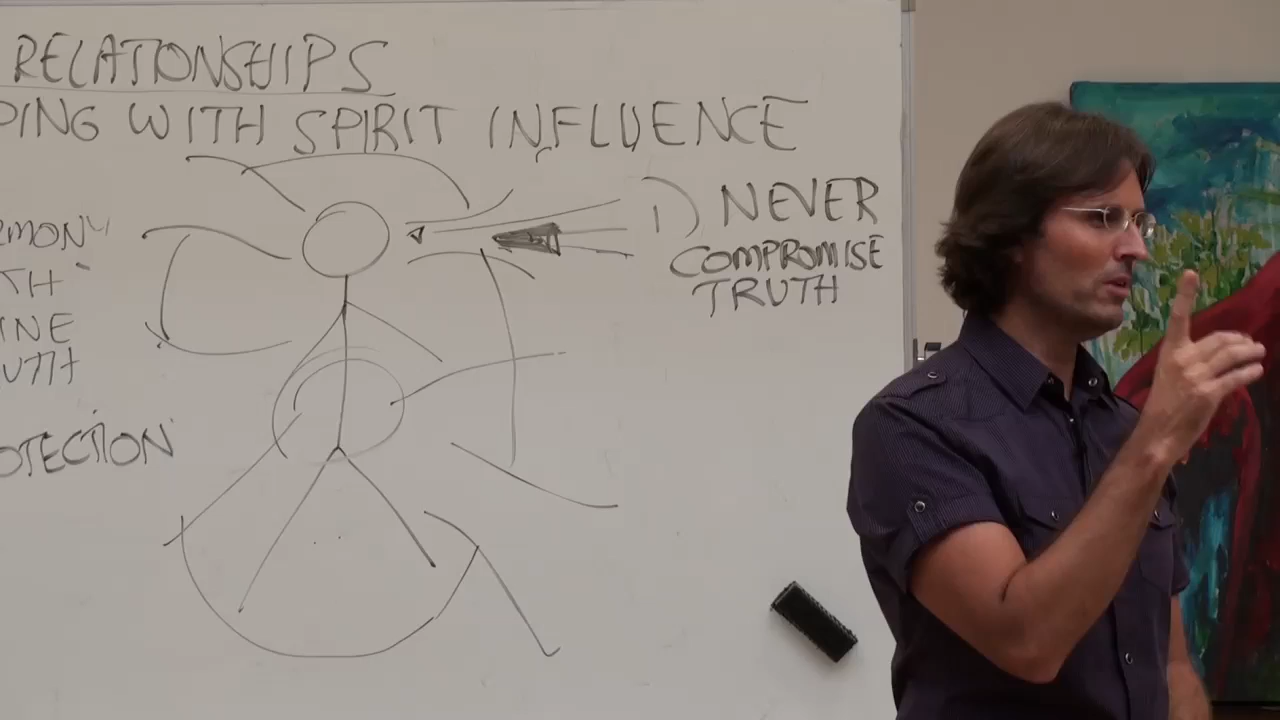 RELATIONSHIPS
PING WITH SPIRIT INFLUENCE
1) NEVER
COMPROMISE
TRUTH
RMONY
TH
INE
UTH
OTECTION